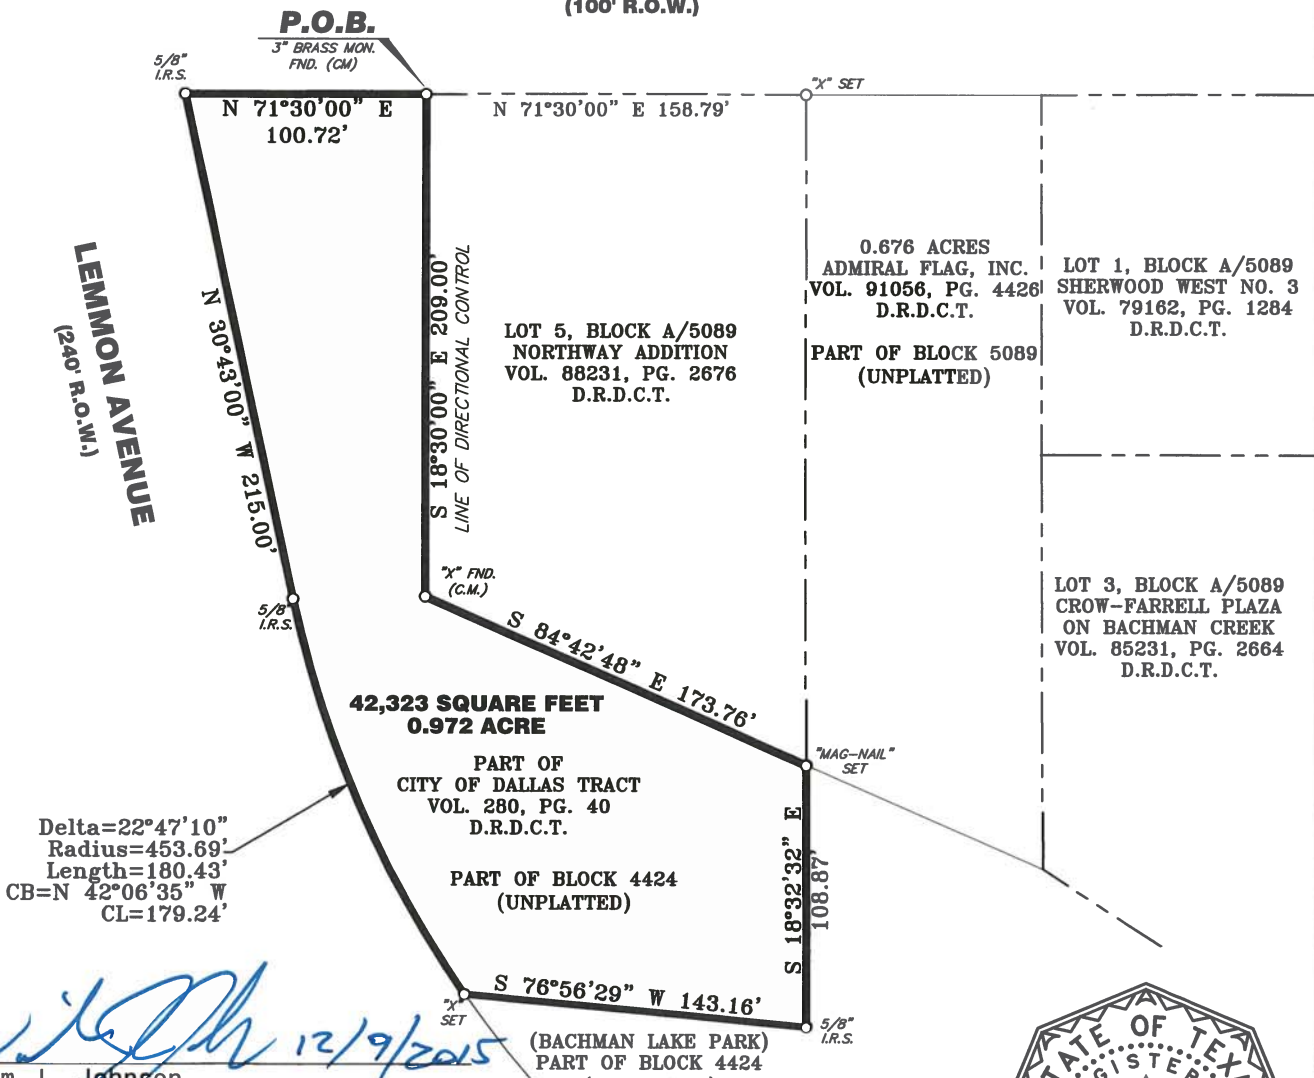 (100' R.O.W.)
P.O.B.
3" BRASS MON.
FND. (CM)
5/8"
I.R.S.
"X" SET
N 71°30'00" E
100.72'
N 71°30'00" E 158.79'
LEMMON AVENUE
(240' R.O.W.)
N 30°43'00" W 215.00'
S 18°30'00" E 209.00'
LINE OF DIRECTIONAL CONTROL
LOT 5, BLOCK A/5089
NORTHWAY ADDITION
VOL. 88231, PG. 2676
D.R.D.C.T.
0.676 ACRES
ADMIRAL FLAG, INC.
VOL. 91056, PG. 4426
D.R.D.C.T.
PART OF BLOCK 5089
(UNPLATTED)
LOT 1, BLOCK A/5089
SHERWOOD WEST NO. 3
VOL. 79162, PG. 1284
D.R.D.C.T.
LOT 3, BLOCK A/5089
CROW-FARRELL PLAZA
ON BACHMAN CREEK
VOL. 85231, PG. 2664
D.R.D.C.T.
"X" FND.
(C.M.)
5/8"
I.R.S.
S 84°42'48" E 173.76'
42,323 SQUARE FEET
0.972 ACRE
PART OF
CITY OF DALLAS TRACT
VOL. 280, PG. 40
D.R.D.C.T.
PART OF BLOCK 4424
(UNPLATTED)
"MAG-NAIL"
SET
S 18°32'32" E
108.87'
Delta=22°47'10"
Radius=453.69'
Length=180.43'
CB=N 42°06'35" W
CL=179.24'
S 76°56'29" W 143.16'
"X"
SET
5/8"
I.R.S.
(BACHMAN LAKE PARK)
PART OF BLOCK 4424
12/9/2015
Johnson
STATE OF TEX
GISTER